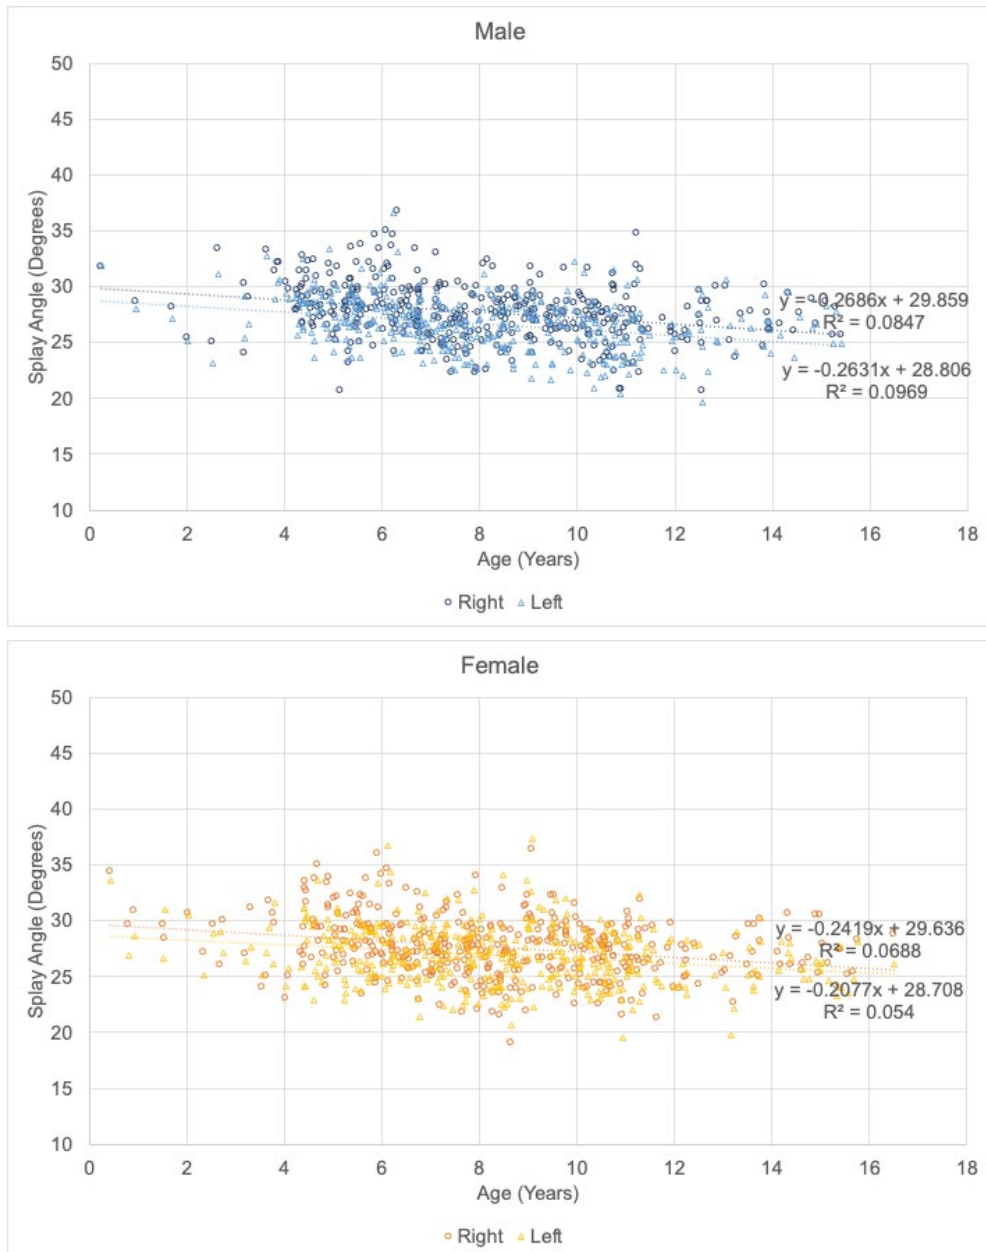 Male
50
45
40
35
30
25
20
15
10
Splay Angle (Degrees)
y = -0.2686x + 29.859
R² = 0.0847
y = -0.2631x + 28.806
R² = 0.0969
0 2 4 6 8 10 12 14 16 18
Age (Years)
Right Left
Female
50
45
40
35
30
25
20
15
10
Splay Angle (Degrees)
y = -0.2419x + 29.636
R² = 0.0688
y = -0.2077x + 28.708
R² = 0.054
0 2 4 6 8 10 12 14 16 18
Age (Years)
Right Left